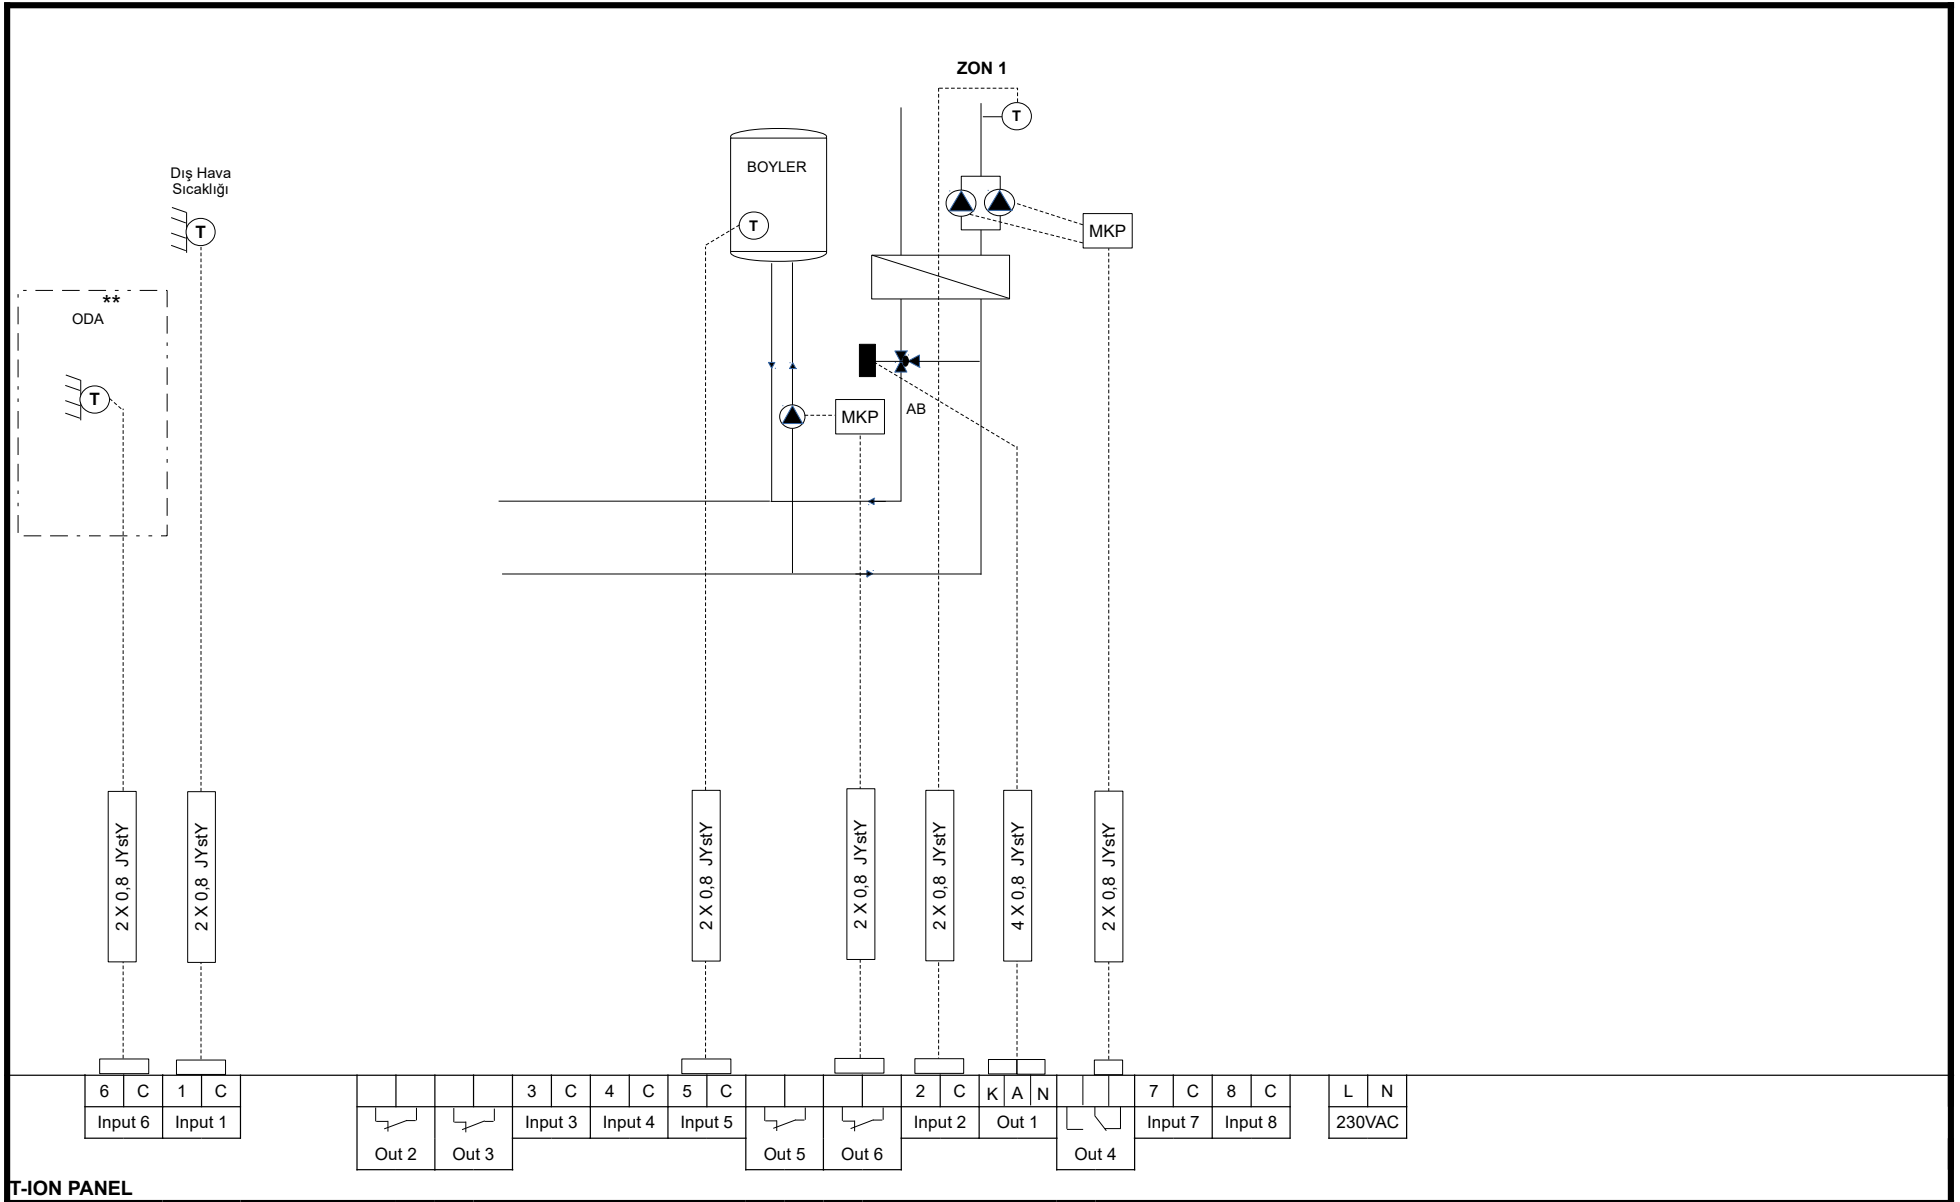 ZON 1
T
BOYLER
Dış Hava
Sıcaklığı
T
T
MKP
**
ODA
T
MKP
AB
2 X 0,8 JYstY
2 X 0,8 JYstY
2 X 0,8 JYstY
2 X 0,8 JYstY
2 X 0,8 JYstY
4 X 0,8 JYstY
2 X 0,8 JYstY
6 C 1 C 3 C 4 C 5 C 2 C K A N 7 C 8 C L N
Input 6 Input 1 Input 3 Input 4 Input 5 Input 2 Out 1 Input 7 Input 8 230VAC
Out 2 Out 3 Out 5 Out 6 Out 4
T-ION PANEL